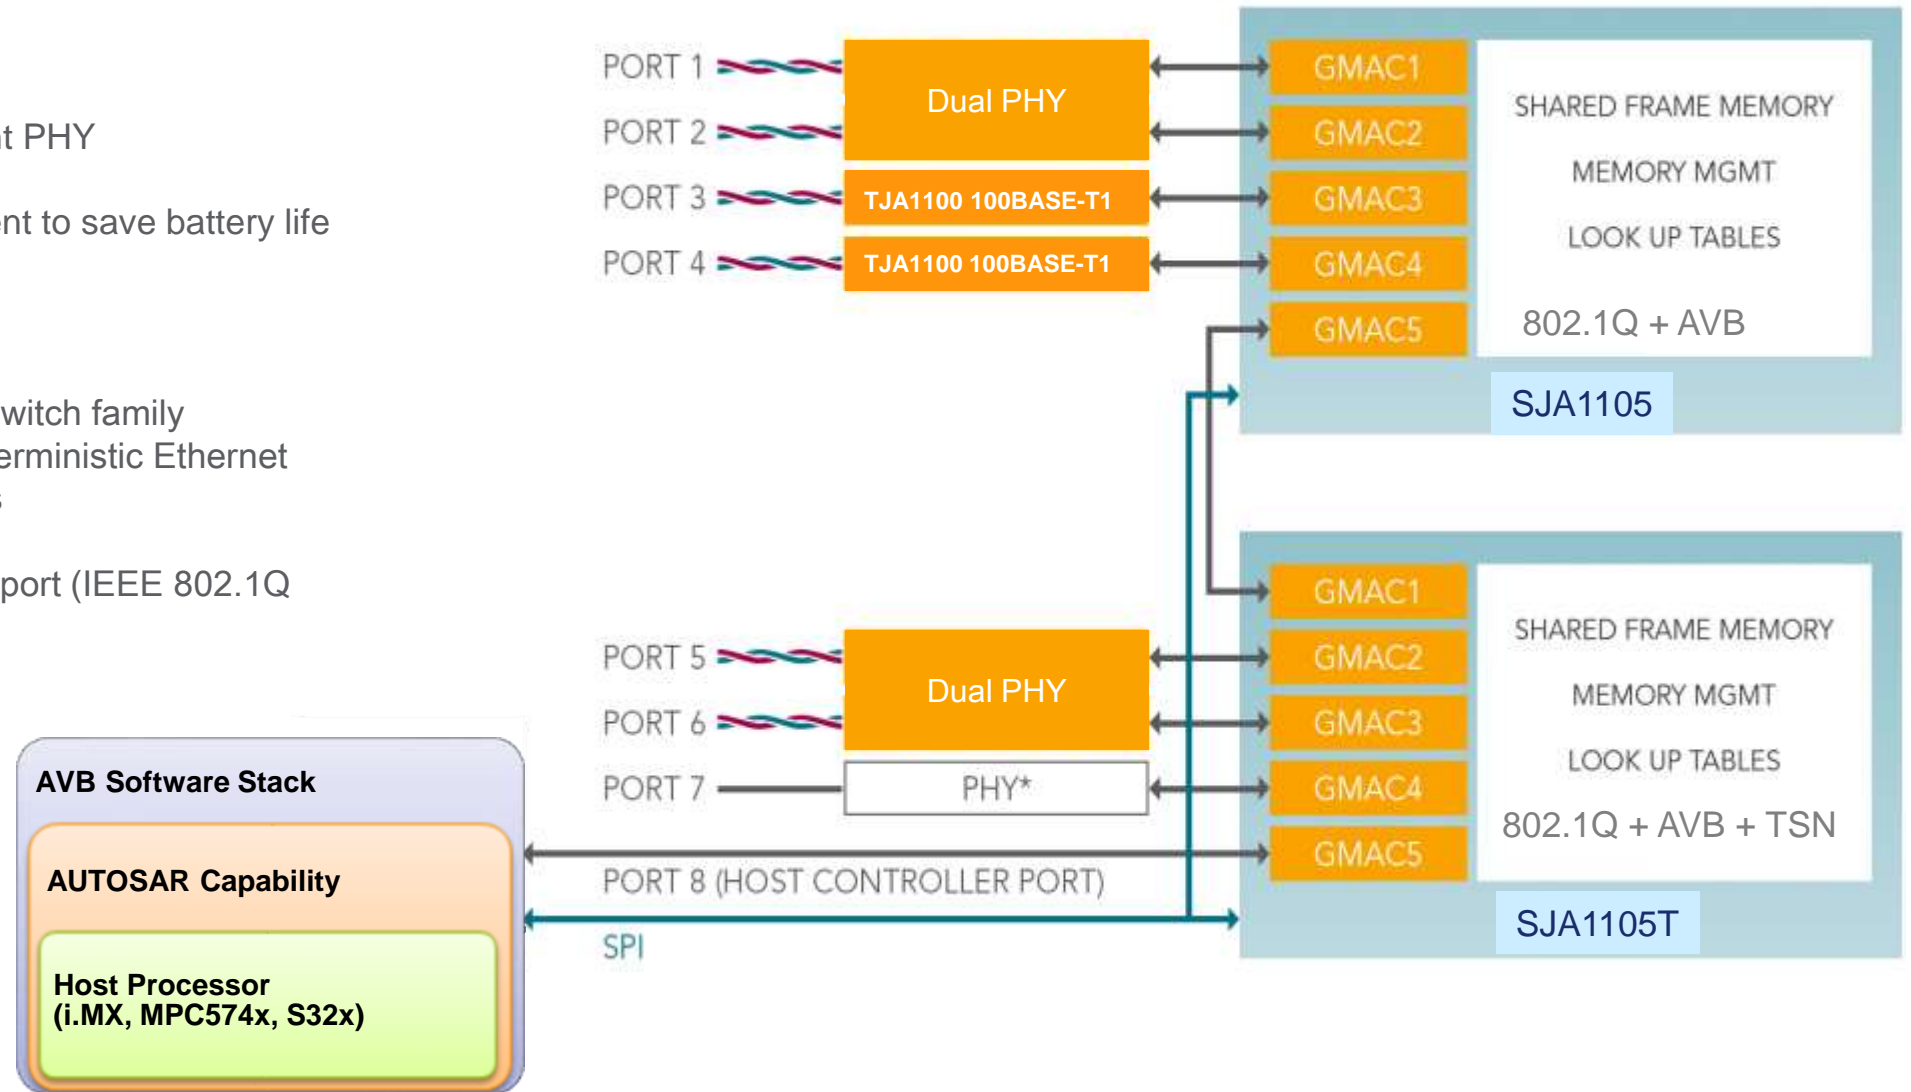 nt PHY
ent to save battery life
witch family
erministic Ethernet
s
port (IEEE 802.1Q
PORT 1
PORT 2
PORT 3
PORT 4
Dual PHY
TJA1100 100BASE-T1
TJA1100 100BASE-T1
GMAC1
GMAC2
GMAC3
GMAC4
GMAC5
SHARED FRAME MEMORY
MEMORY MGMT
LOOK UP TABLES
802.1Q + AVB
SJA1105
PORT 5
PORT 6
PORT 7
Dual PHY
PHY*
PORT 8 (HOST CONTROLLER PORT)
SPI
GMAC1
GMAC2
GMAC3
GMAC4
GMAC5
SHARED FRAME MEMORY
MEMORY MGMT
LOOK UP TABLES
802.1Q + AVB + TSN
SJA1105T
AVB Software Stack
AUTOSAR Capability
Host Processor
(i.MX, MPC574x, S32x)